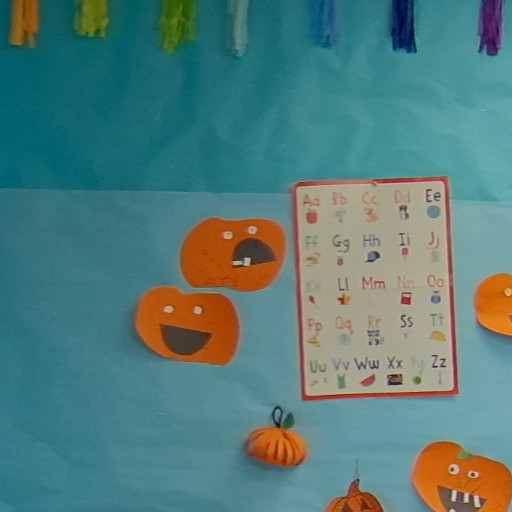 Aa Bb Cc Dd Ee
Ff Gg Hh Ii Jj
Kk Ll Mm Nn Oo
Pp Qq Rr Ss Tt
Uu Vv Ww Xx Yy Zz